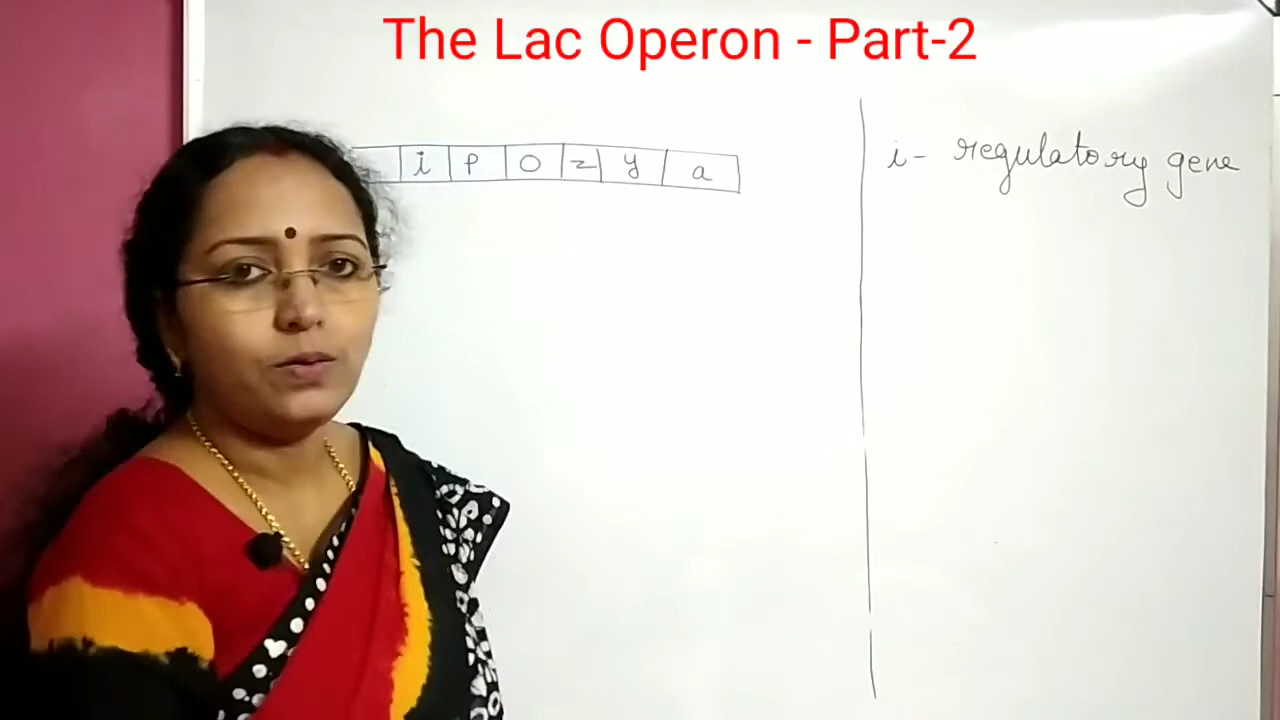 The Lac Operon - Part-2
i P O z y a
i- regulatory gene